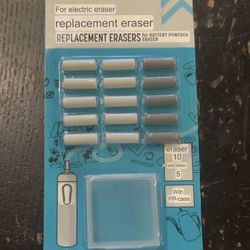 For electric eraser
replacement eraser
REPLACEMENT ERASERS for BATTERY POWERED
ERASER
eraser
10
5
With
PP-case